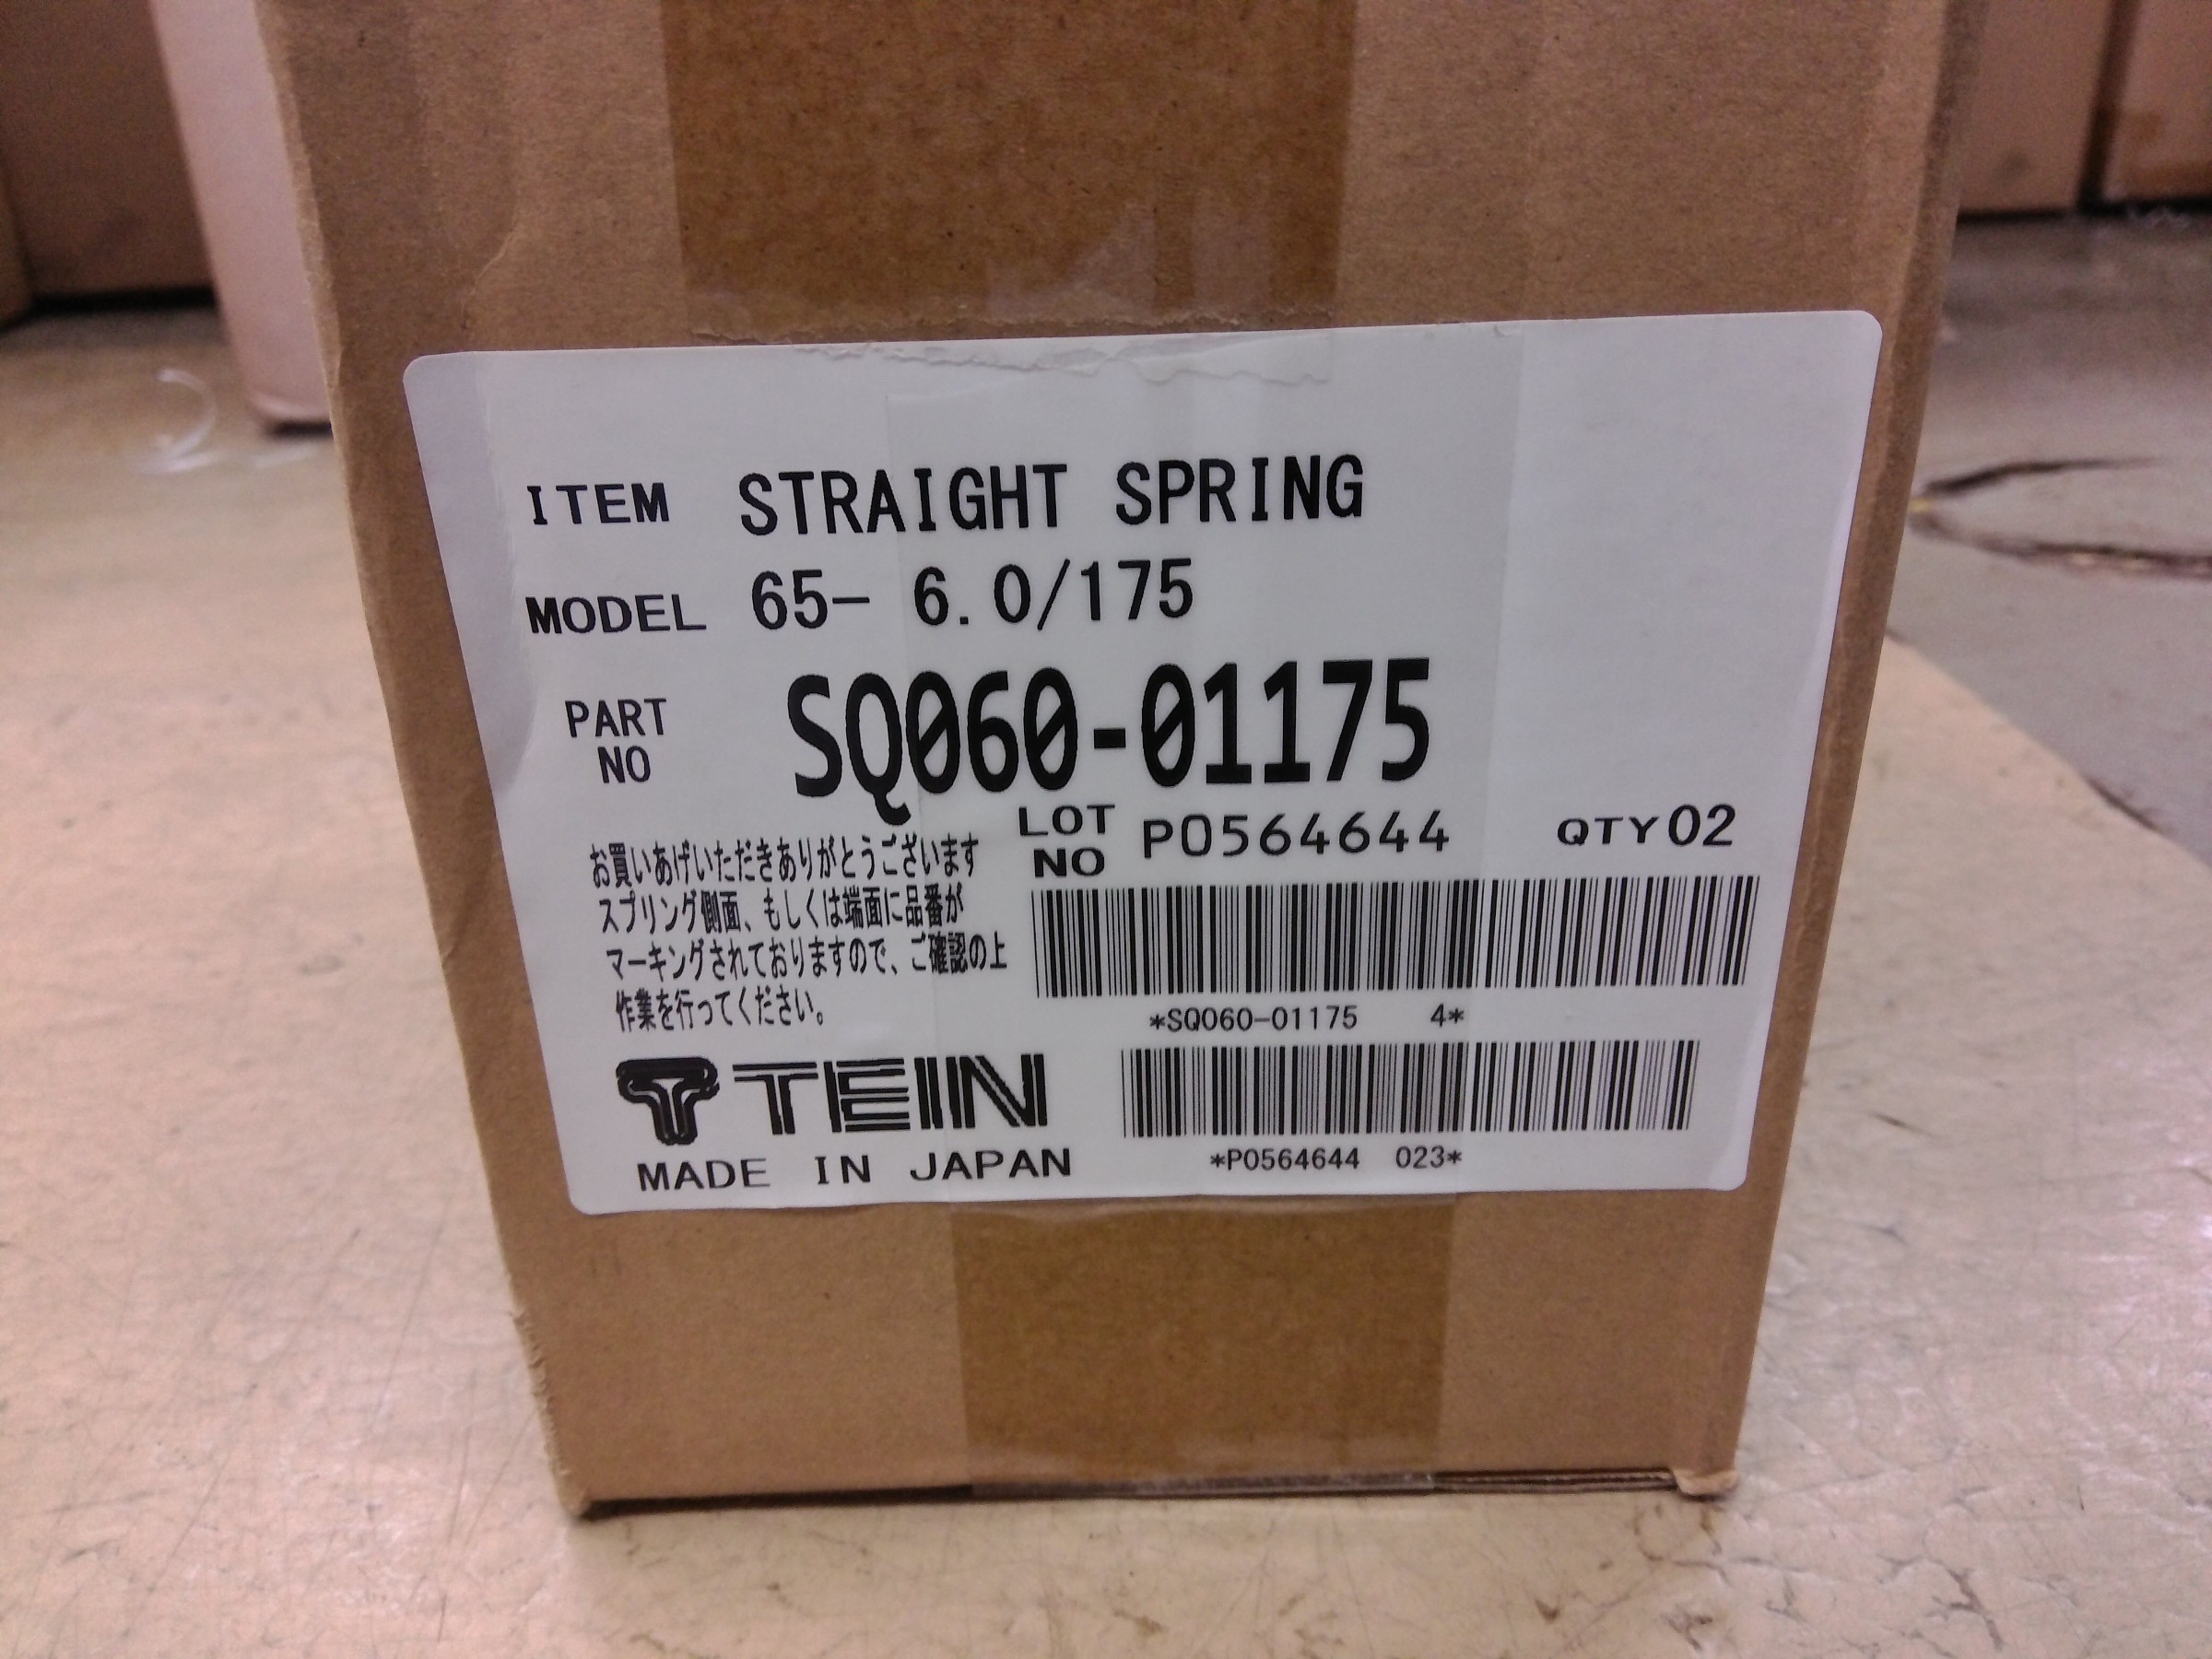 ITEM STRAIGHT SPRING
MODEL 65- 6.0/175
PART NO SQ060-01175
LOT NO P0564644 QTY 02
お買いあげいただきありがとうございます
スプリング側面、もしくは端面に品番が
マーキングされておりますので、ご確認の上
作業を行ってください。
*SQ060-01175 4*
TEIN
MADE IN JAPAN
*P0564644 023*